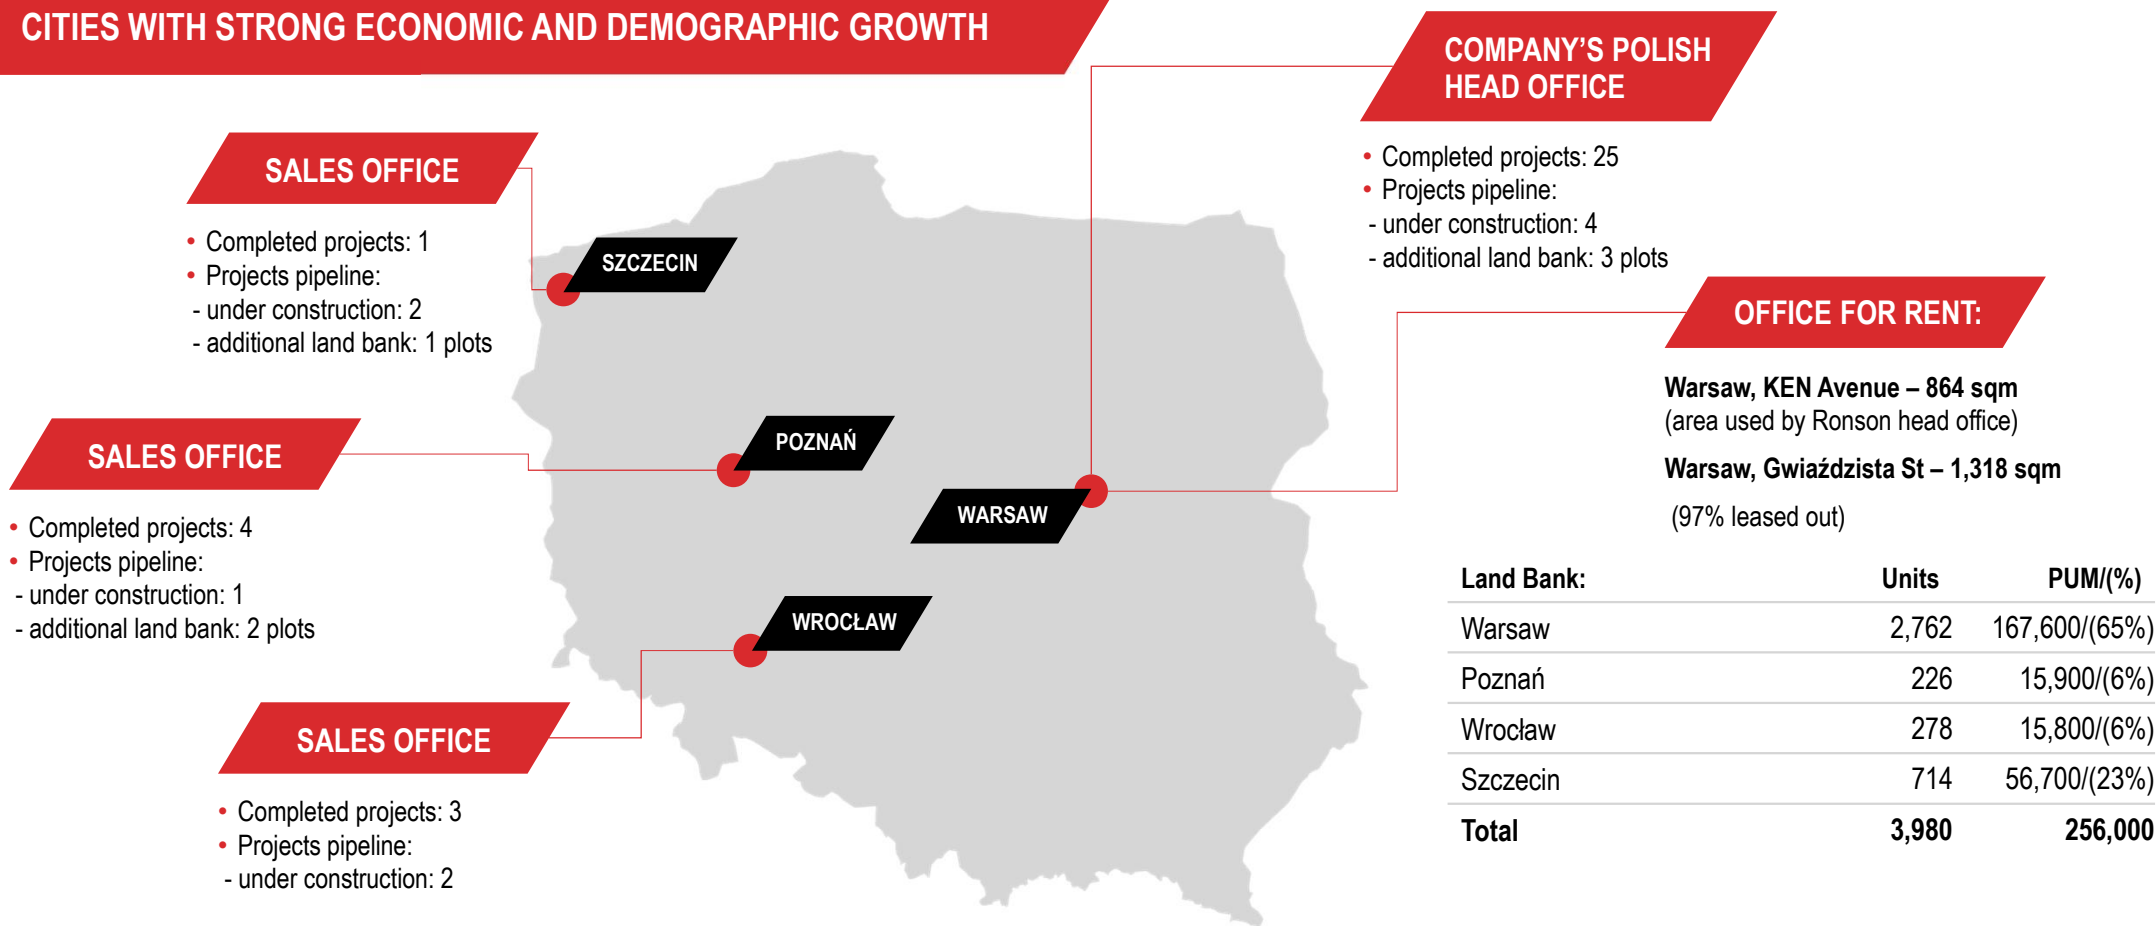 CITIES WITH STRONG ECONOMIC AND DEMOGRAPHIC GROWTH
COMPANY'S POLISH
HEAD OFFICE
• Completed projects: 25
• Projects pipeline:
- under construction: 4
- additional land bank: 3 plots
SALES OFFICE
• Completed projects: 1
• Projects pipeline:
- under construction: 2
- additional land bank: 1 plots
SZCZECIN
OFFICE FOR RENT:
Warsaw, KEN Avenue – 864 sqm
(area used by Ronson head office)
Warsaw, Gwiaździsta St – 1,318 sqm
(97% leased out)
SALES OFFICE
• Completed projects: 4
• Projects pipeline:
- under construction: 1
- additional land bank: 2 plots
POZNAŃ
WARSAW
WROCŁAW
SALES OFFICE
• Completed projects: 3
• Projects pipeline:
- under construction: 2
Land Bank: Units PUM/(%)
Warsaw 2,762 167,600/(65%)
Poznań 226 15,900/(6%)
Wrocław 278 15,800/(6%)
Szczecin 714 56,700/(23%)
Total 3,980 256,000